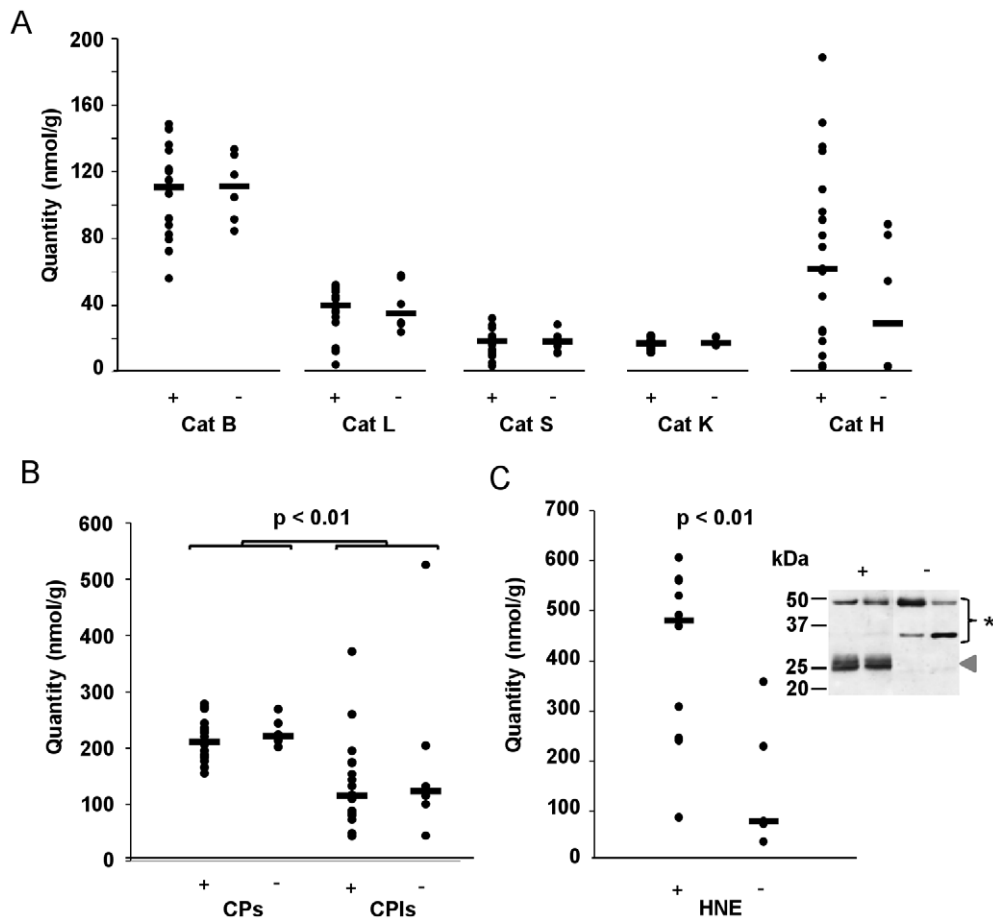 A
Quantity (nmol/g)
200
160
120
80
40
0
+ - + - + - + - + -
Cat B Cat L Cat S Cat K Cat H
B
Quantity (nmol/g)
600
500
400
300
200
100
0
p < 0.01
+ - + -
CPs CPIs
C
Quantity (nmol/g)
700
600
500
400
300
200
100
0
p < 0.01
+ -
HNE
kDa + -
50
37
25
20
*